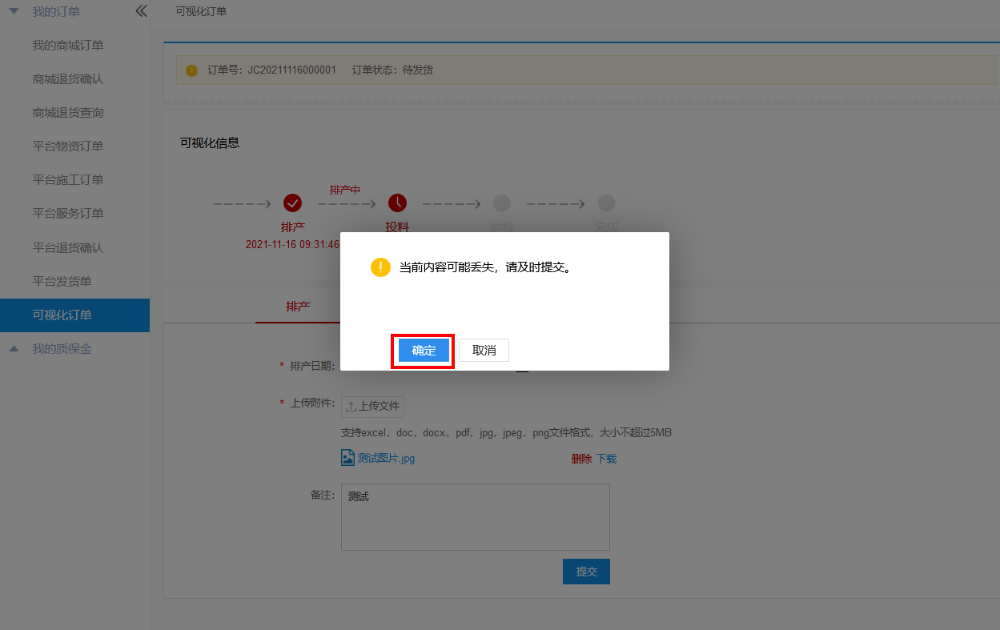 我的订单
我的商城订单
商城退货确认
商城退货查询
平台物资订单
平台施工订单
平台服务订单
平台退货确认
平台发货单
可视化订单
我的质保金
可视化订单
订单号：JC20211116000001 订单状态：待发货
可视化信息
排产中
排产 投料 质检 完成
2021-11-16 09:31:46
当前内容可能丢失，请及时提交。
确定 取消
排产
* 排产日期：
* 上传附件： 上传文件
支持excel，doc，docx，pdf，jpg，jpeg，png文件格式，大小不超过5MB
测试图片.jpg 删除 下载
备注： 测试
提交